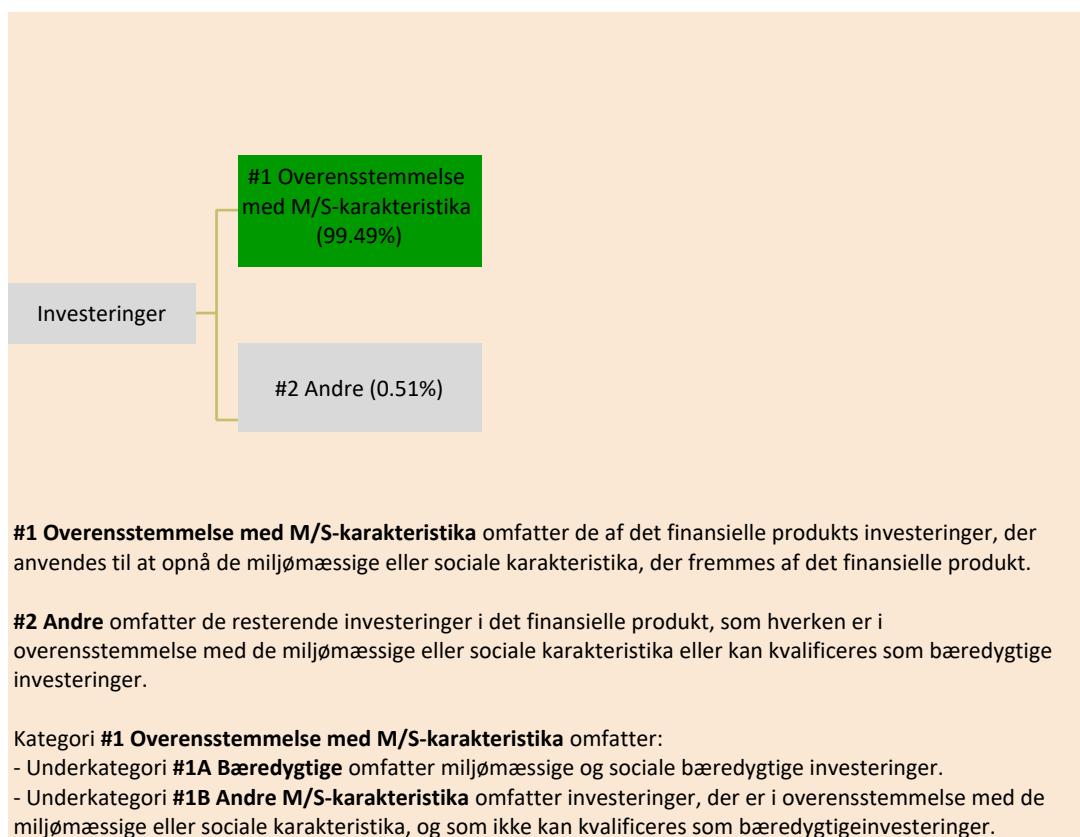 #1 Overensstemmelse
med M/S-karakteristika
(99.49%)
Investeringer
#2 Andre (0.51%)
#1 Overensstemmelse med M/S-karakteristika omfatter de af det finansielle produkts investeringer, der
anvendes til at opnå de miljømæssige eller sociale karakteristika, der fremmes af det finansielle produkt.
#2 Andre omfatter de resterende investeringer i det finansielle produkt, som hverken er i
overensstemmelse med de miljømæssige eller sociale karakteristika eller kan kvalificeres som bæredygtige
investeringer.
Kategori #1 Overensstemmelse med M/S-karakteristika omfatter:
- Underkategori #1A Bæredygtige omfatter miljømæssige og sociale bæredygtige investeringer.
- Underkategori #1B Andre M/S-karakteristika omfatter investeringer, der er i overensstemmelse med de
miljømæssige eller sociale karakteristika, og som ikke kan kvalificeres som bæredygtigeinvesteringer.